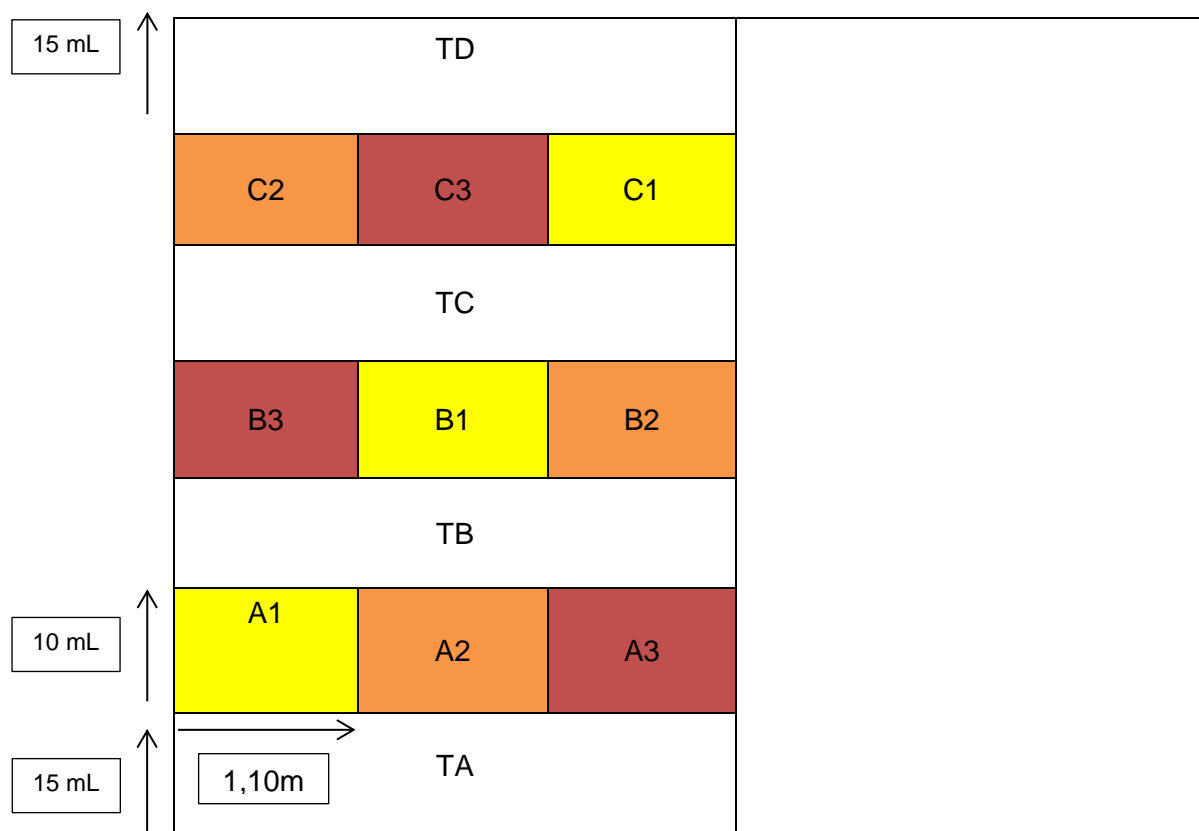 15 mL
TD
C2 C3 C1
TC
B3 B1 B2
TB
A1
10 mL
A2 A3
15 mL
1,10m
TA